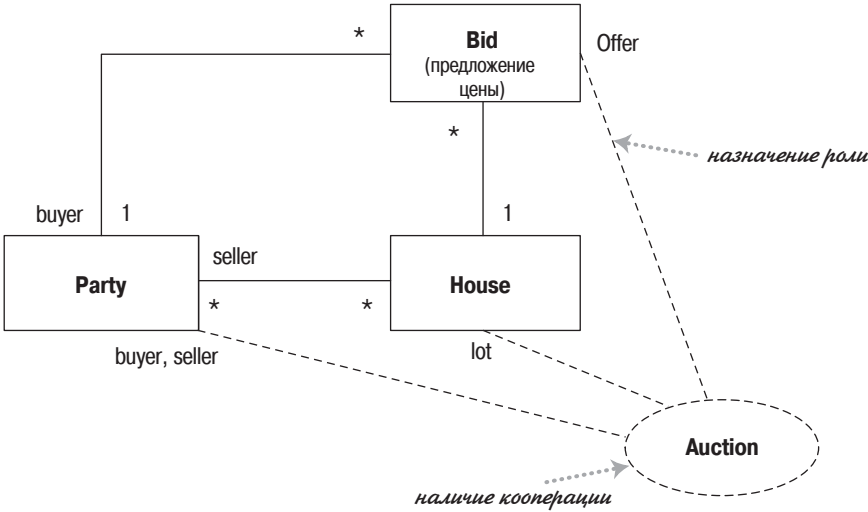 *
Bid
(предложение
цены)
Offer
*
назначение роли
buyer
1
1
Party
seller
House
*
*
buyer, seller
lot
Auction
наличие кооперации